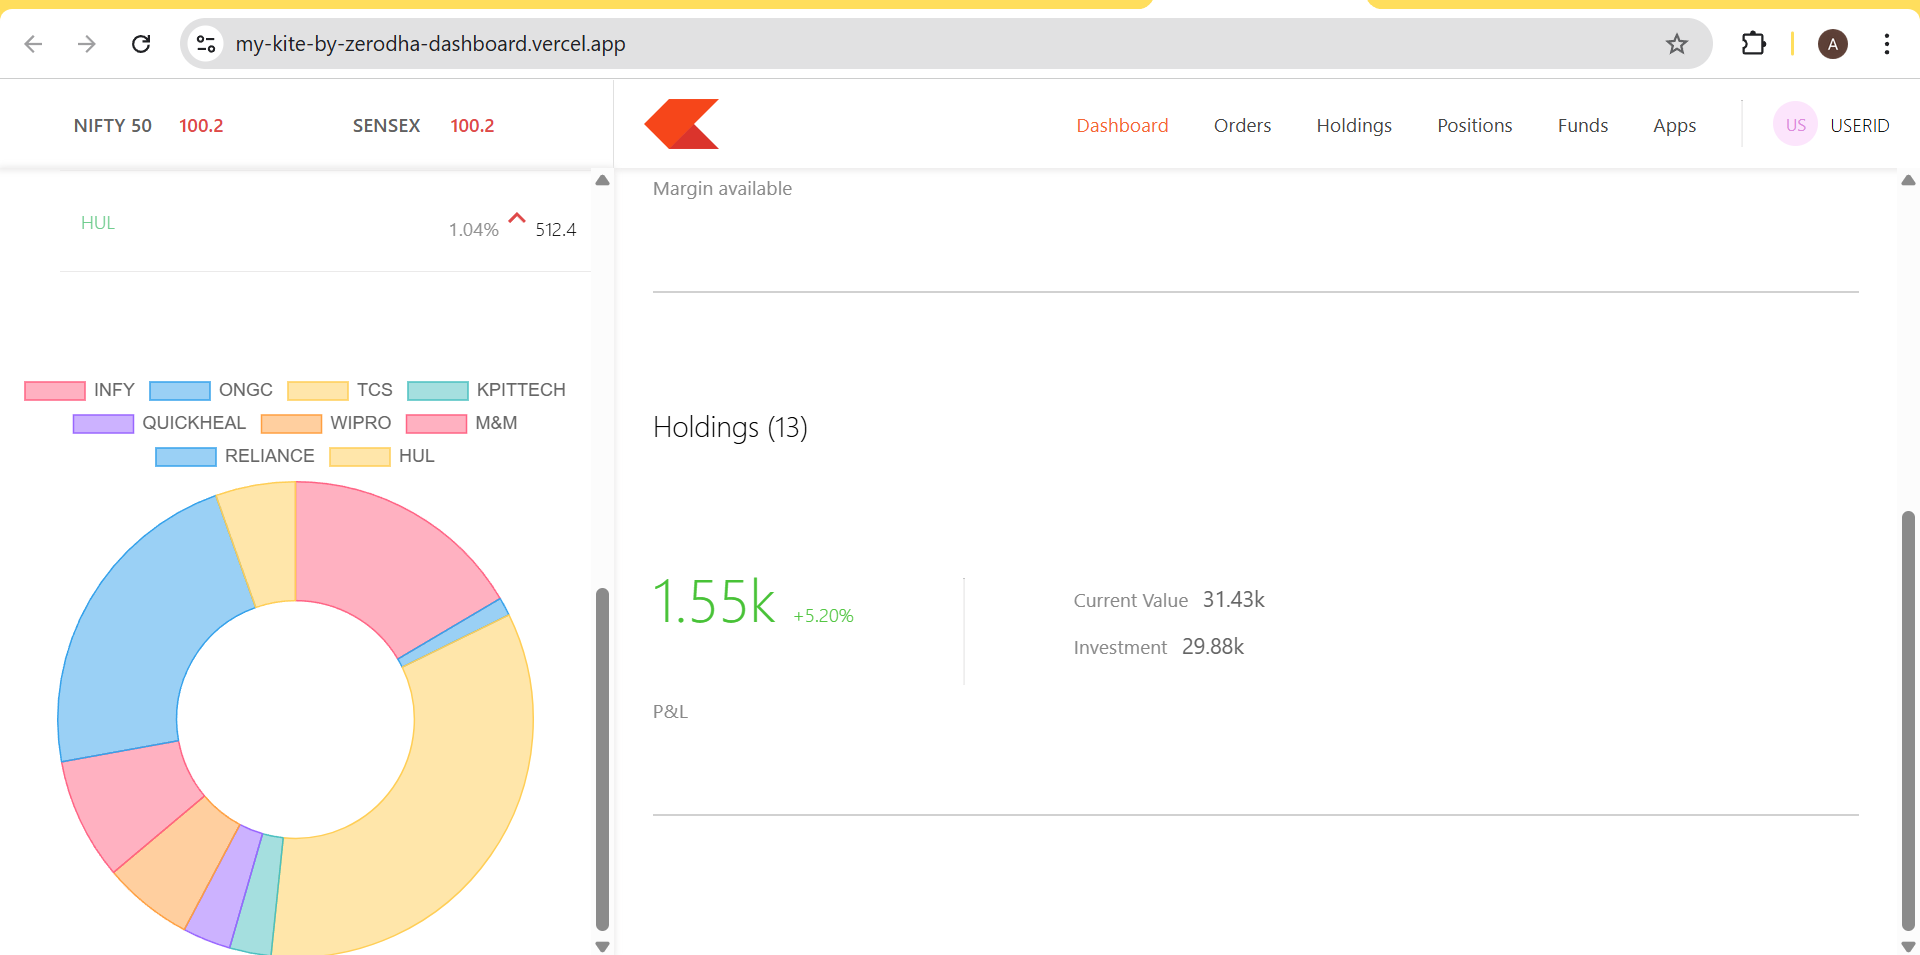 my-kite-by-zerodha-dashboard.vercel.app
A
NIFTY 50 100.2 SENSEX 100.2
Dashboard Orders Holdings Positions Funds Apps US USERID
HUL 1.04% 512.4
INFY ONGC TCS KPITTECH
QUICKHEAL WIPRO M&M
RELIANCE HUL
Margin available
Holdings (13)
1.55k +5.20%
P&L
Current Value 31.43k
Investment 29.88k